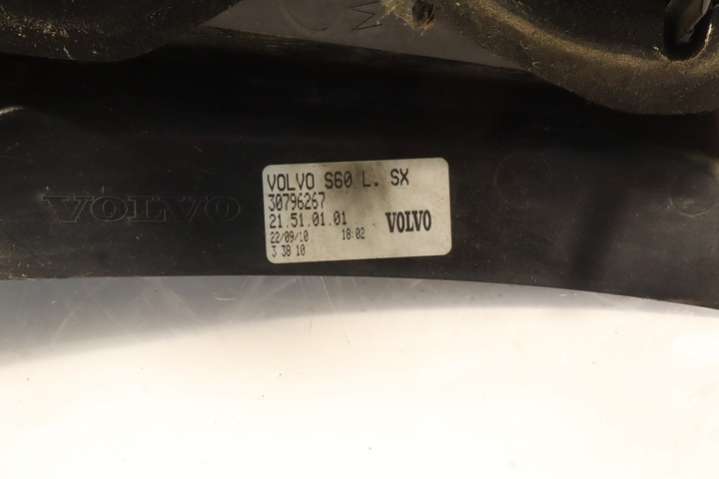 VOLVO
VOLVO S60 L. SX
30796267
21.51.01.01
VOLVO
22/09/10 18:02
3 38 10